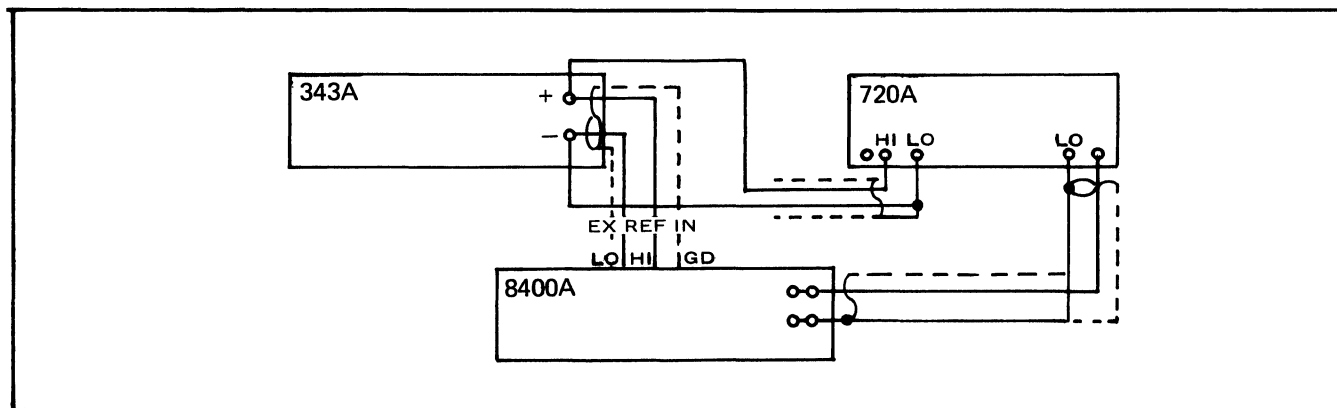 343A
+
−
720A
HI LO
LO
EX REF IN
LO HI GD
8400A